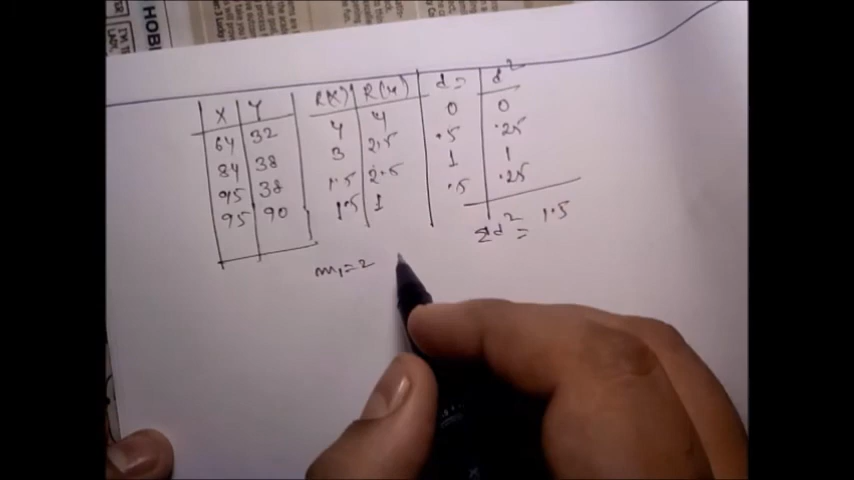 HOBI
X Y R(X) R(Y) d= d²
64 32 4 4 0 0
84 38 3 2.5 .5 .25
95 38 1.5 2.5 1 1
95 90 1.5 1 .5 .25
Σd² = 1.5
m₁=2